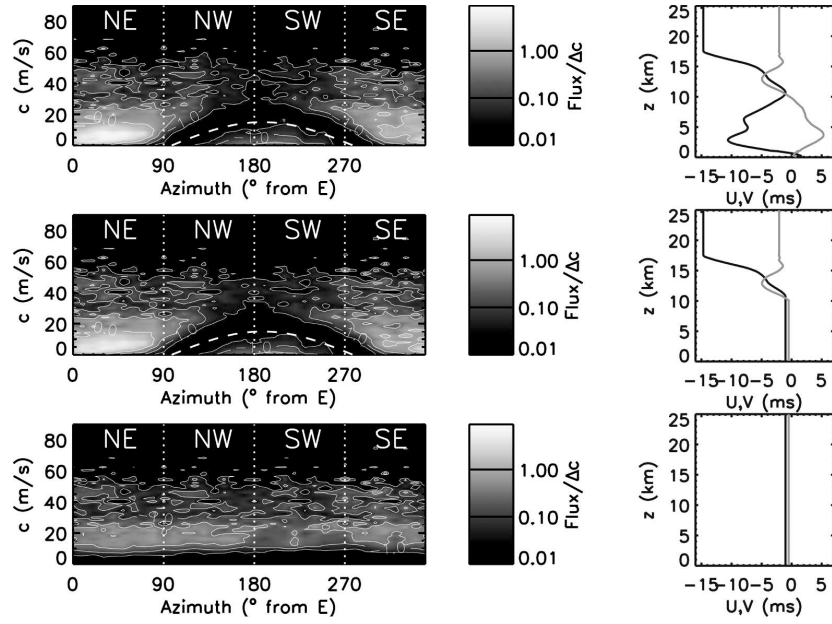 NE NW SW SE
c (m/s)
80
60
40
20
0
0 90 180 270
Azimuth (° from E)
1.00
0.10
0.01
Flux/Δc
z (km)
25
20
15
10
5
0
−15−10−5 0 5
U,V (ms)
NE NW SW SE
c (m/s)
80
60
40
20
0
0 90 180 270
Azimuth (° from E)
1.00
0.10
0.01
Flux/Δc
z (km)
25
20
15
10
5
0
−15−10−5 0 5
U,V (ms)
NE NW SW SE
c (m/s)
80
60
40
20
0
0 90 180 270
Azimuth (° from E)
1.00
0.10
0.01
Flux/Δc
z (km)
25
20
15
10
5
0
−15−10−5 0 5
U,V (ms)